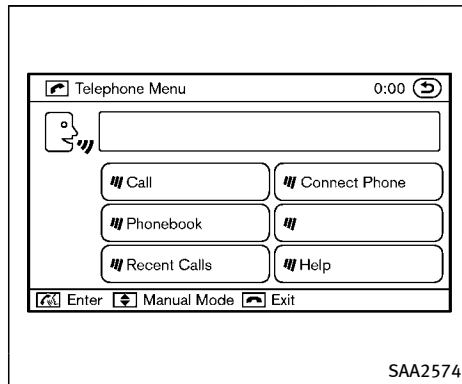 Telephone Menu 0:00
Call
Connect Phone
Phonebook
Recent Calls
Help
Enter Manual Mode Exit
SAA2574